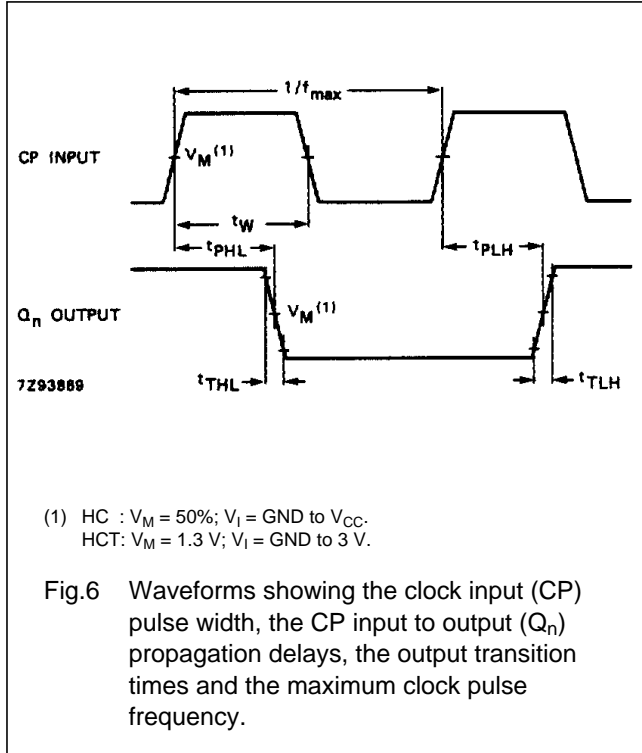 1/fmax
CP INPUT
VM(1)
tW
tPHL
tPLH
Qn OUTPUT
VM(1)
7Z93869
tTHL
tTLH
(1) HC : VM = 50%; VI = GND to VCC.
HCT: VM = 1.3 V; VI = GND to 3 V.
Fig.6 Waveforms showing the clock input (CP)
pulse width, the CP input to output (Qn)
propagation delays, the output transition
times and the maximum clock pulse
frequency.